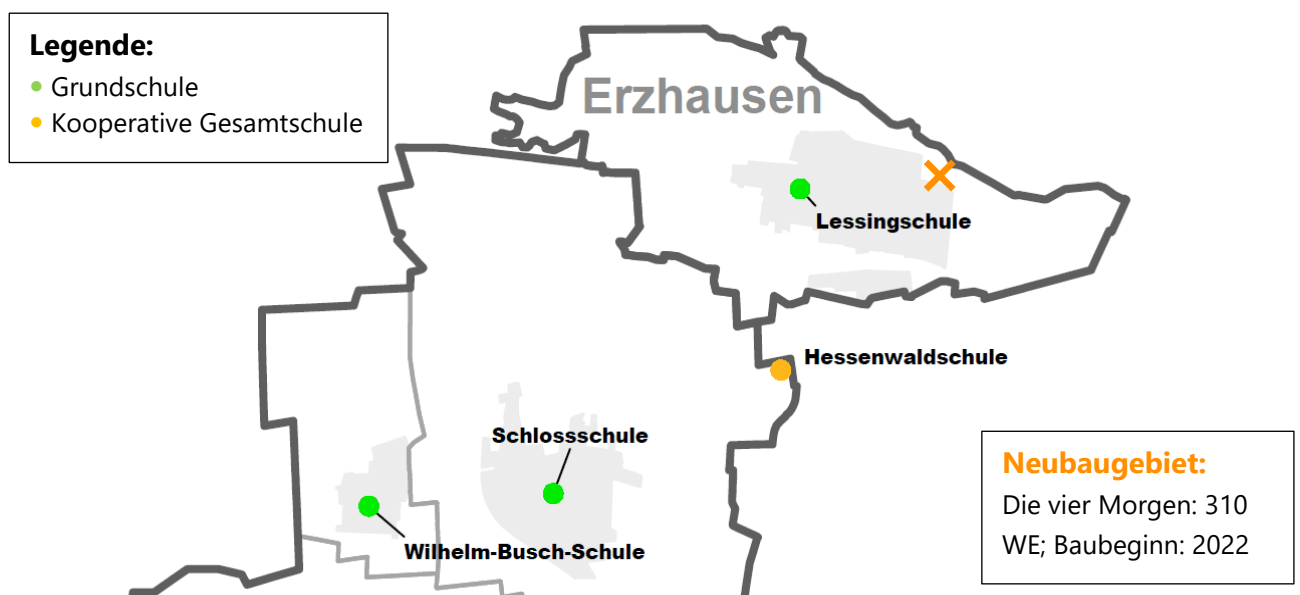 Legende:
Grundschule
Kooperative Gesamtschule
Erzhausen
Lessingschule
Hessenwaldschule
Schlossschule
Wilhelm-Busch-Schule
Neubaugebiet:
Die vier Morgen: 310
WE; Baubeginn: 2022